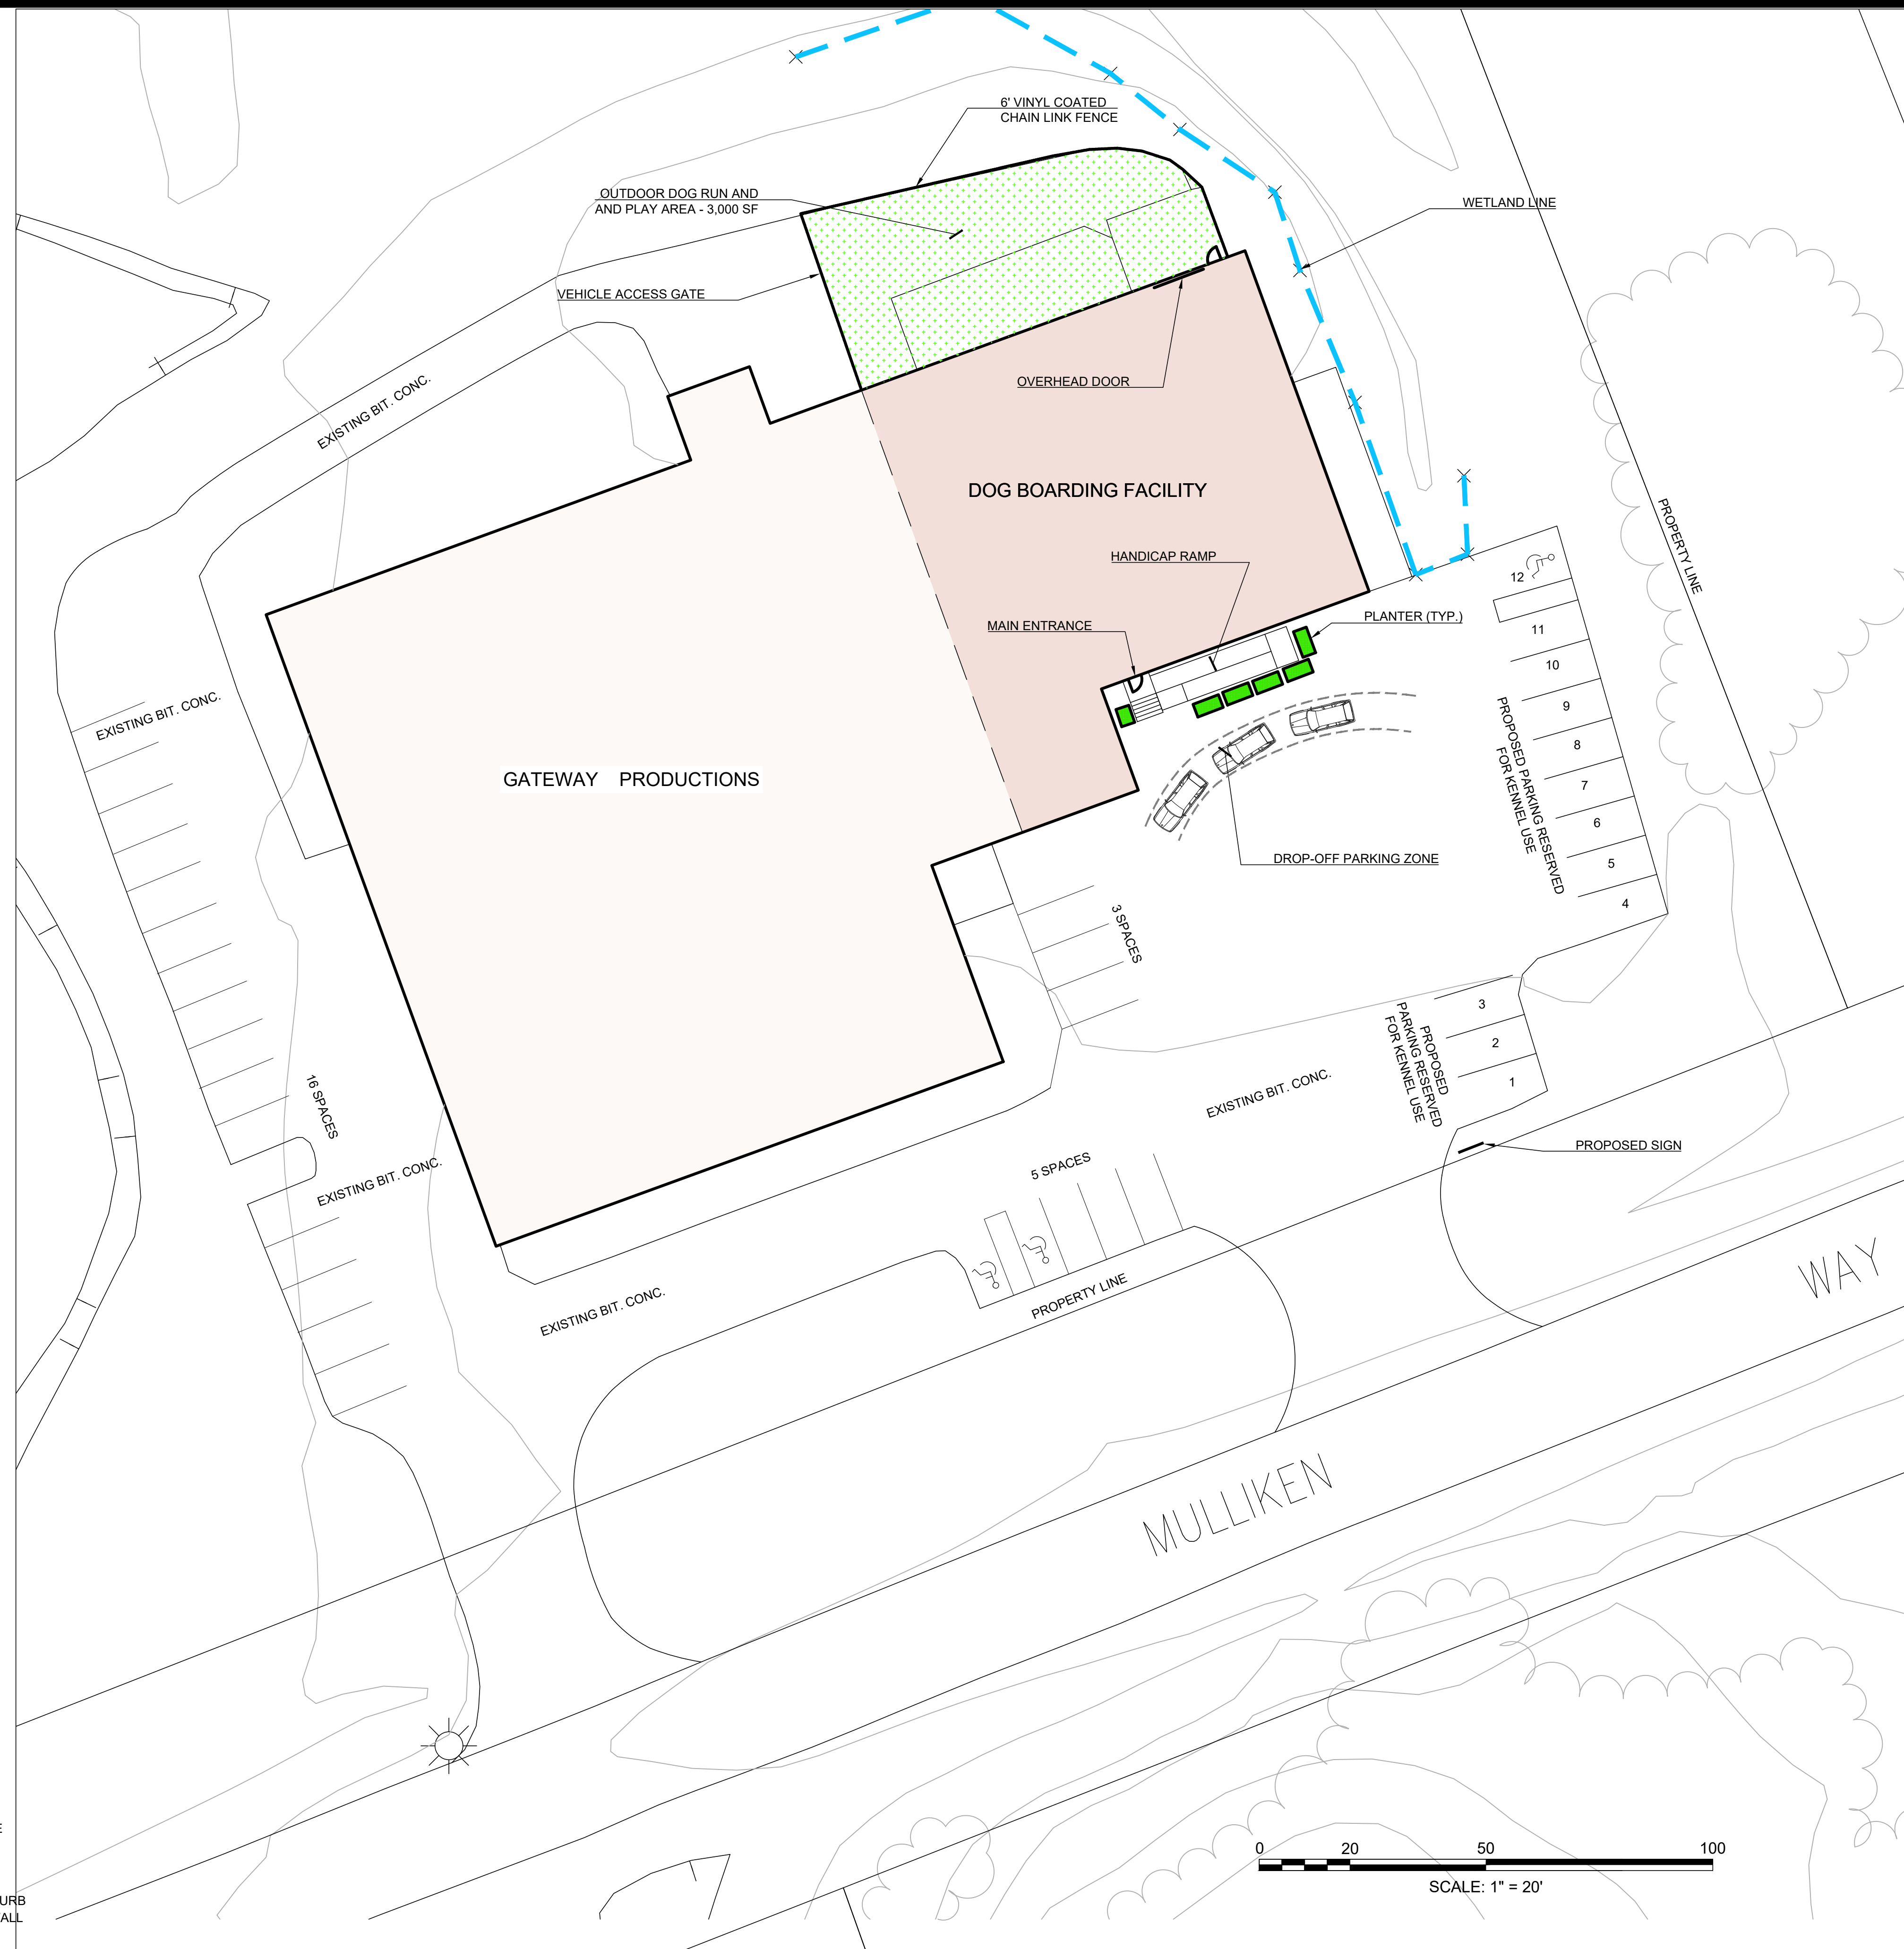 6' VINYL COATED
CHAIN LINK FENCE
OUTDOOR DOG RUN AND
AND PLAY AREA - 3,000 SF
WETLAND LINE
VEHICLE ACCESS GATE
OVERHEAD DOOR
EXISTING BIT. CONC.
DOG BOARDING FACILITY
PROPERTY LINE
HANDICAP RAMP
12
PLANTER (TYP.)
MAIN ENTRANCE
11
10
9
8
7
6
5
4
PROPOSED PARKING RESERVED
FOR KENNEL USE
EXISTING BIT. CONC.
GATEWAY PRODUCTIONS
DROP-OFF PARKING ZONE
3 SPACES
3
2
1
PROPOSED
PARKING RESERVED
FOR KENNEL USE
EXISTING BIT. CONC.
16 SPACES
PROPOSED SIGN
5 SPACES
EXISTING BIT. CONC.
PROPERTY LINE
EXISTING BIT. CONC.
WAY
MULLIKEN
0 20 50 100
SCALE: 1" = 20'
E
URB
ALL